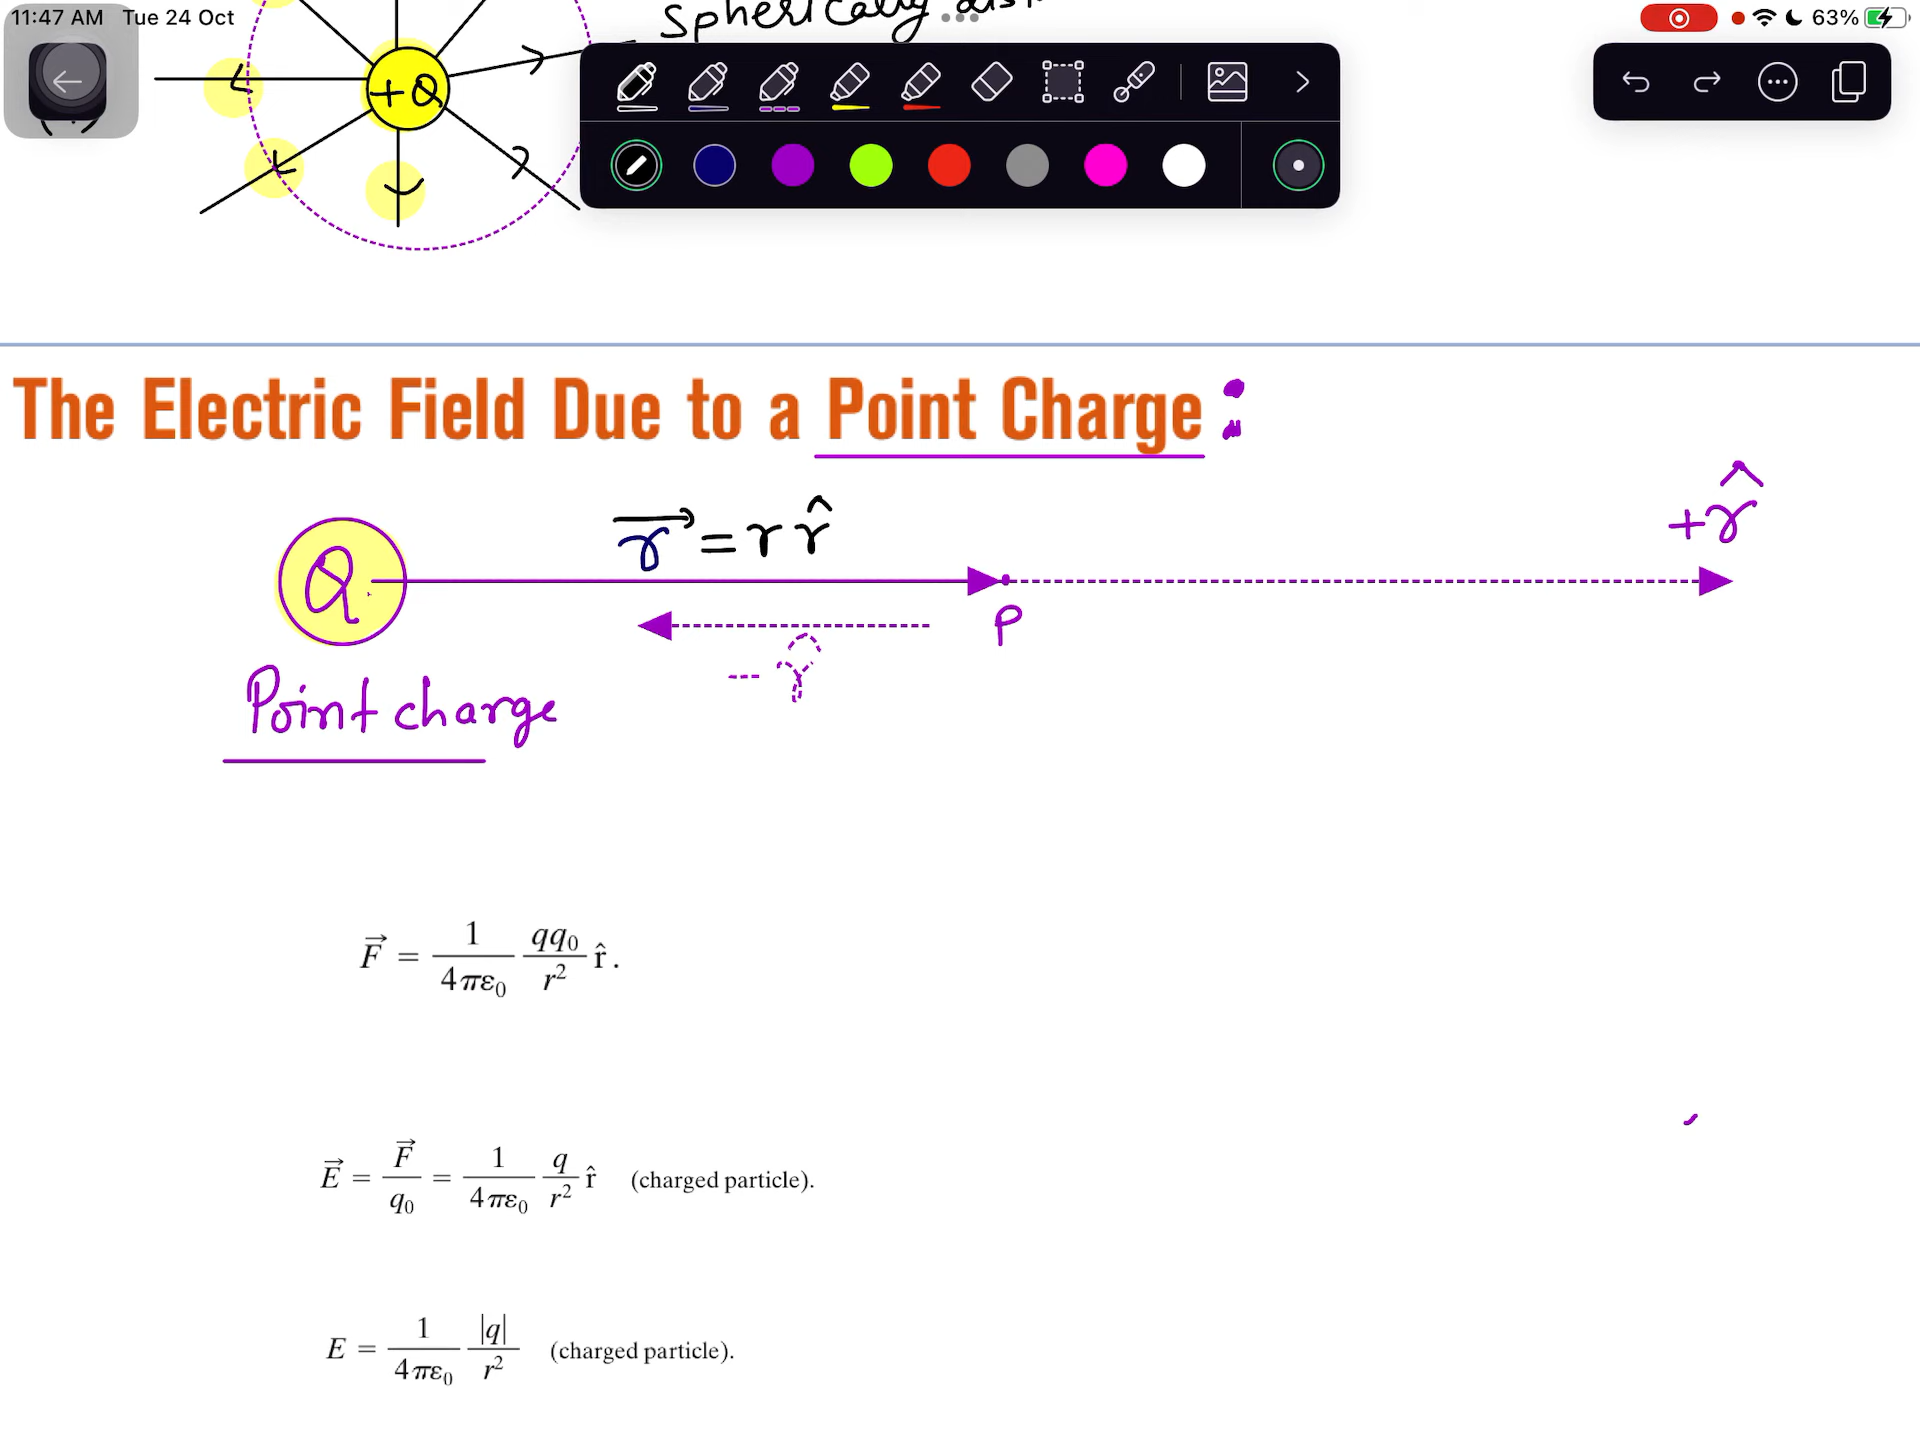 11:47 AM Tue 24 Oct
63%
Spherically
+Q
The Electric Field Due to a Point Charge:
+r̂
r⃗ = r r̂
Q
P
- r̂
Point charge
F⃗ = 1/4πε₀ qq₀/r² r̂.
E⃗ = F⃗/q₀ = 1/4πε₀ q/r² r̂ (charged particle).
E = 1/4πε₀ |q|/r² (charged particle).